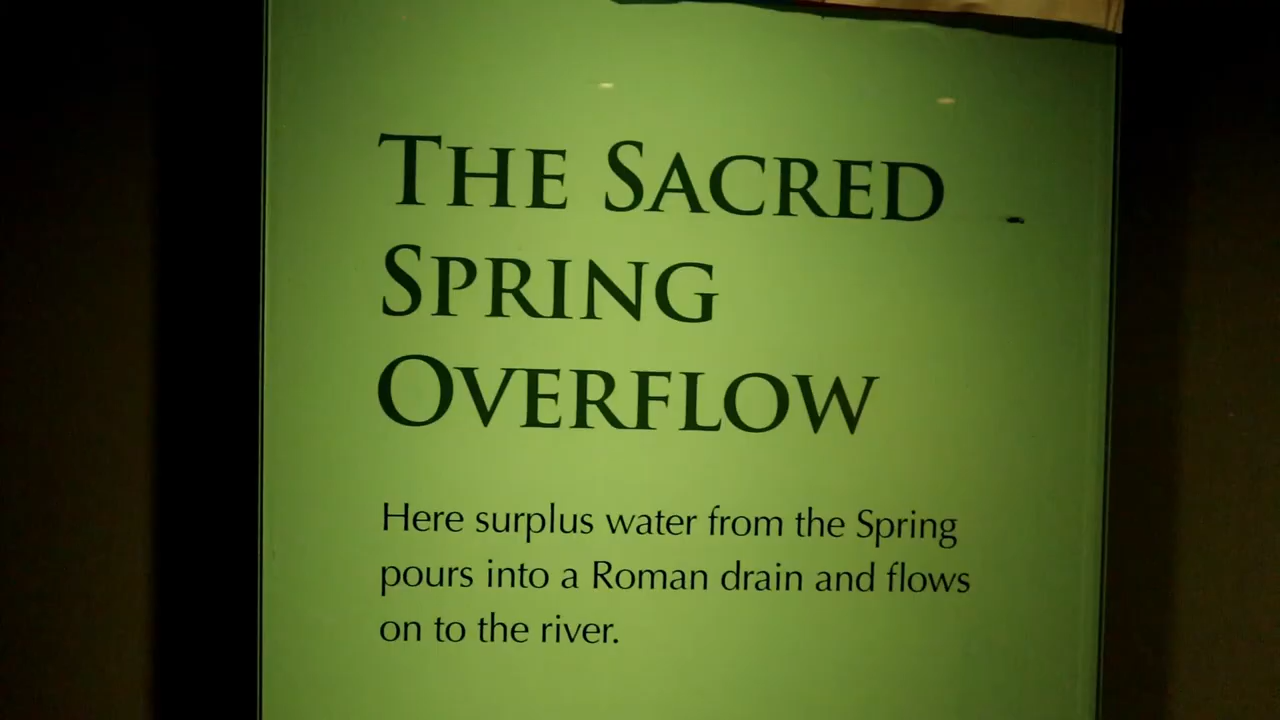 THE SACRED
SPRING
OVERFLOW
Here surplus water from the Spring
pours into a Roman drain and flows
on to the river.